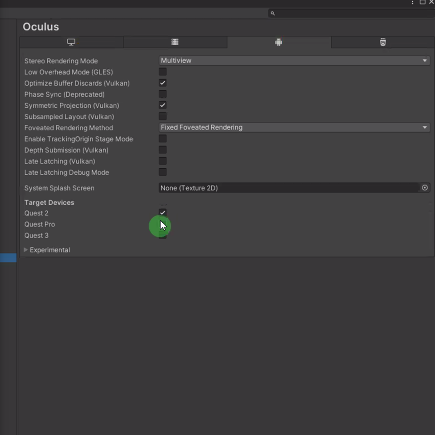 Oculus
Stereo Rendering Mode Multiview
Low Overhead Mode (GLES)
Optimize Buffer Discards (Vulkan)
Phase Sync (Deprecated)
Symmetric Projection (Vulkan)
Subsampled Layout (Vulkan)
Foveated Rendering Method Fixed Foveated Rendering
Enable TrackingOrigin Stage Mode
Depth Submission (Vulkan)
Late Latching (Vulkan)
Late Latching Debug Mode
System Splash Screen None (Texture 2D)
Target Devices
Quest 2
Quest Pro
Quest 3
Experimental